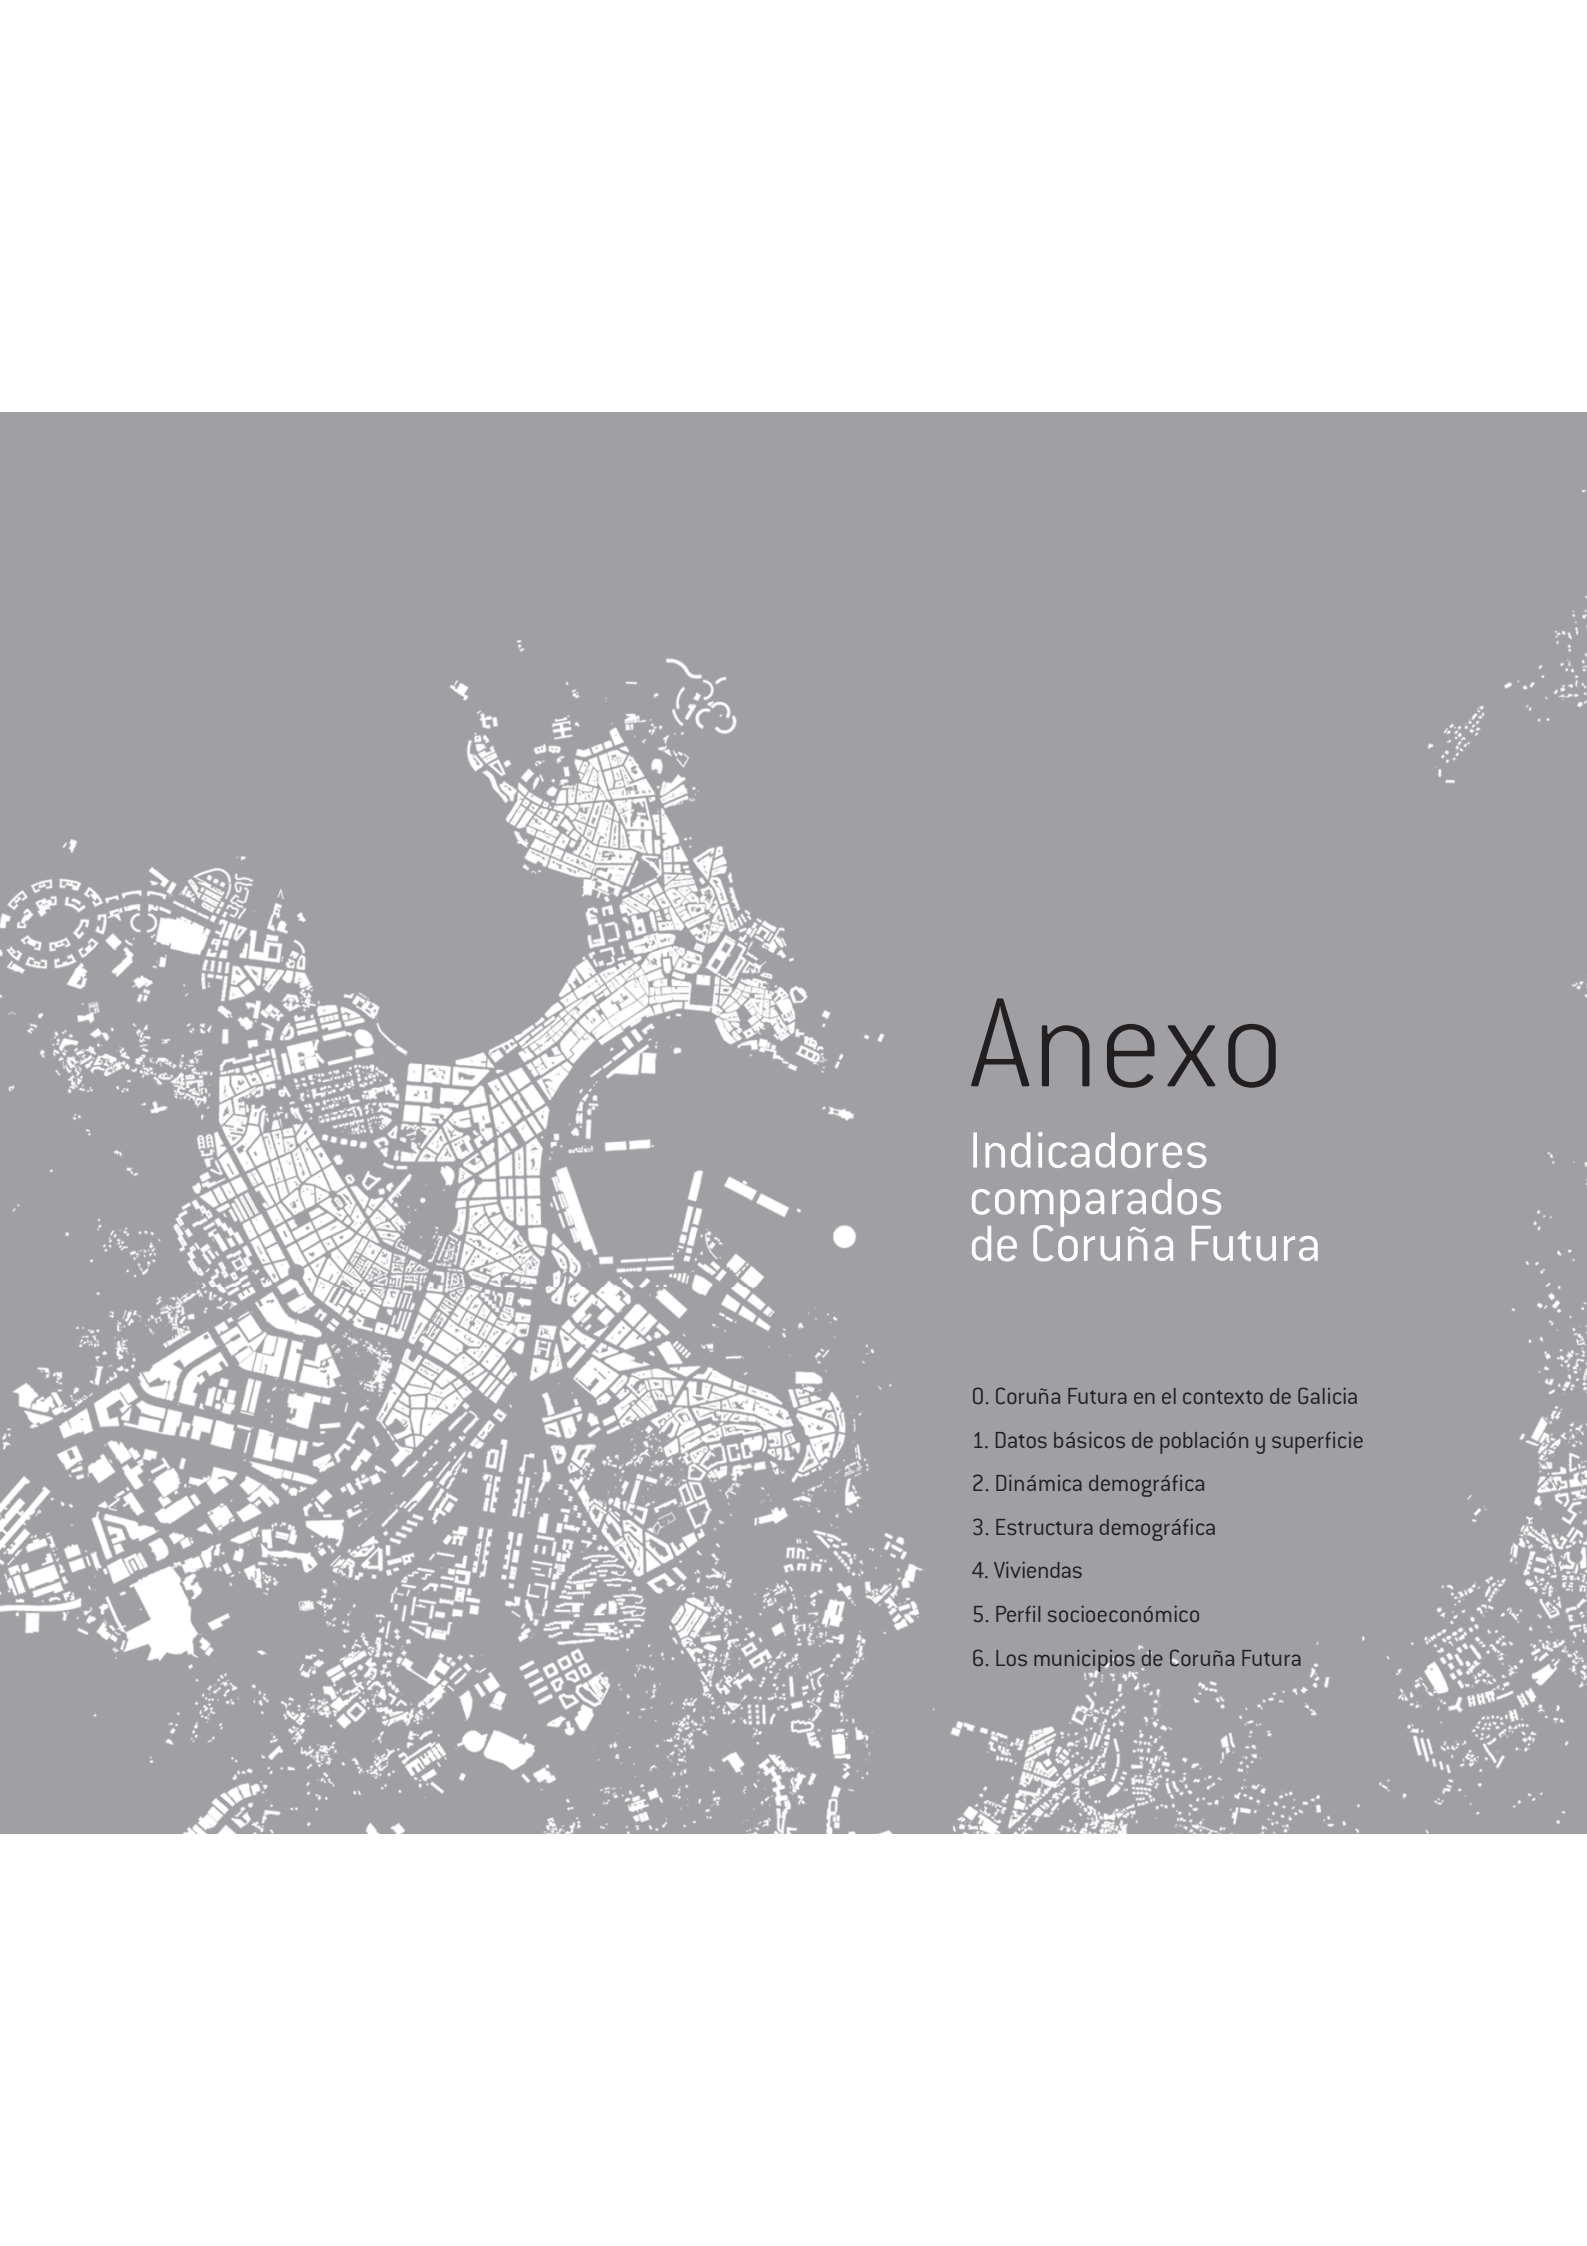 Anexo
Indicadores
comparados
de Coruña Futura
0. Coruña Futura en el contexto de Galicia
1. Datos básicos de población y superficie
2. Dinámica demográfica
3. Estructura demográfica
4. Viviendas
5. Perfil socioeconómico
6. Los municipios de Coruña Futura